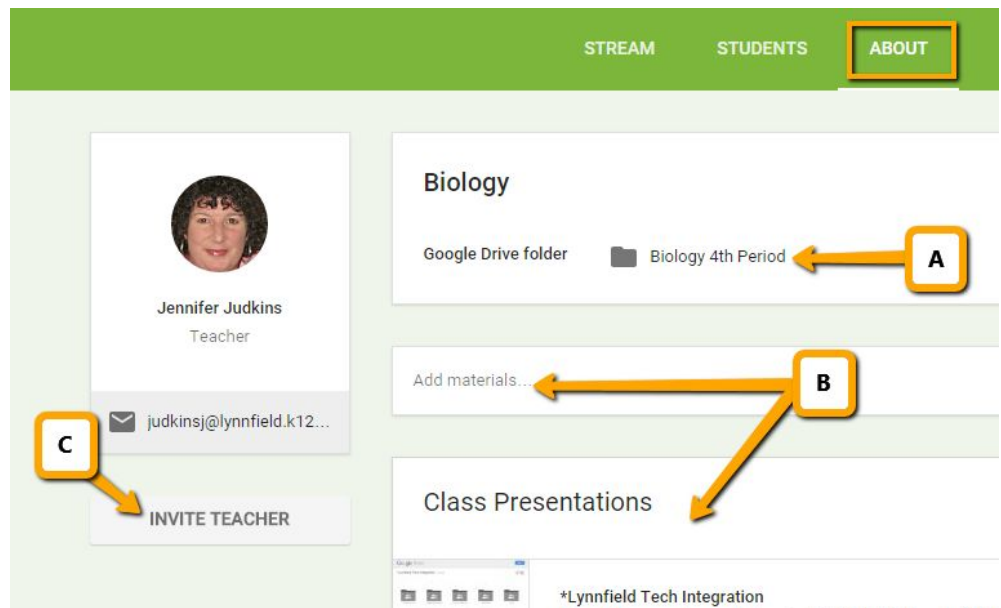 STREAM STUDENTS ABOUT
Jennifer Judkins
Teacher
judkinsj@lynnfield.k12...
C
INVITE TEACHER
Biology
Google Drive folder Biology 4th Period
A
Add materials...
B
Class Presentations
*Lynnfield Tech Integration